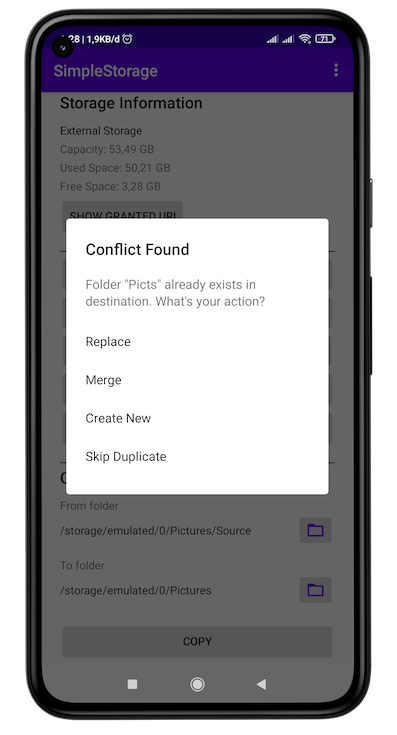 :28 | 1,9KB/d
71
SimpleStorage
Storage Information
External Storage
Capacity: 53,49 GB
Used Space: 50,21 GB
Free Space: 3,28 GB
SHOW GRANTED URI
Conflict Found
Folder "Picts" already exists in
destination. What's your action?
Replace
Merge
Create New
Skip Duplicate
From folder
/storage/emulated/0/Pictures/Source
To folder
/storage/emulated/0/Pictures
COPY